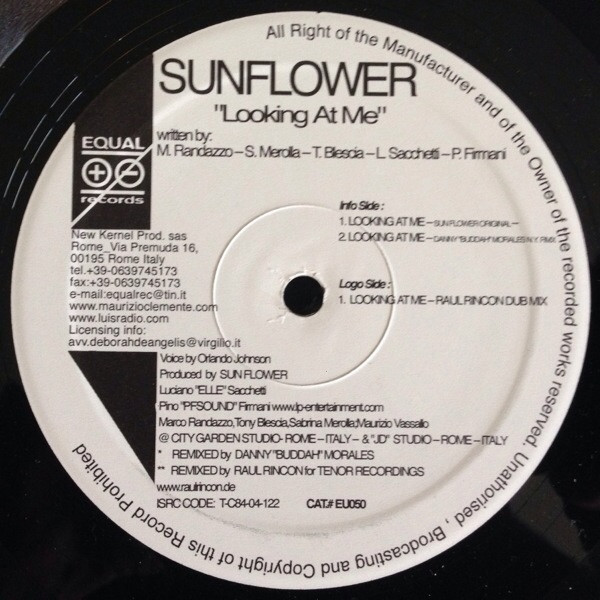 All Right of the Manufacturer and of the Owner of the recorded works reserved. Unathorised , Brodcasting and Copyright of this Record Prohibited
SUNFLOWER
"Looking At Me"
written by:
M. Randazzo – S. Merolla – T. Blescia – L. Sacchetti – P. Firmani
EQUAL
records
Info Side :
1. LOOKING AT ME – SUN FLOWER ORIGINAL –
2. LOOKING AT ME – DANNY "BUDDAH" MORALES N.Y. RMX
Logo Side :
1. LOOKING AT ME – RAUL RINCON DUB MIX
New Kernel Prod. sas
Rome_Via Premuda 16,
00195 Rome Italy
tel.+39-0639745173
fax:+39-0639745173
e-mail:equalrec@tin.it
www.maurizioclemente.com
www.luisradio.com
Licensing info:
avv.deborahdeangelis@virgilio.it
Voice by Orlando Johnson
Produced by SUN FLOWER
Luciano "ELLE" Sacchetti
Pino "PFSOUND" Firmani www.lp-entertainment.com
Marco Randazzo,Tony Blescia,Sabrina Merolla,Maurizio Vassallo
@ CITY GARDEN STUDIO- ROME – ITALY – & "JD" STUDIO – ROME – ITALY
* REMIXED by DANNY "BUDDAH" MORALES
** REMIXED by RAUL RINCON for TENOR RECORDINGS
www.raulrincon.de
ISRC CODE: T-C84-04-122 CAT.# EU050